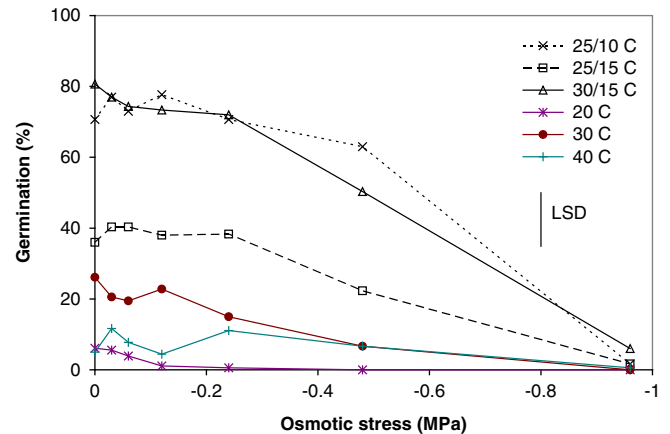 100
80
60
40
20
0
Germination (%)
25/10 C
25/15 C
30/15 C
20 C
30 C
40 C
LSD
0 -0.2 -0.4 -0.6 -0.8 -1
Osmotic stress (MPa)